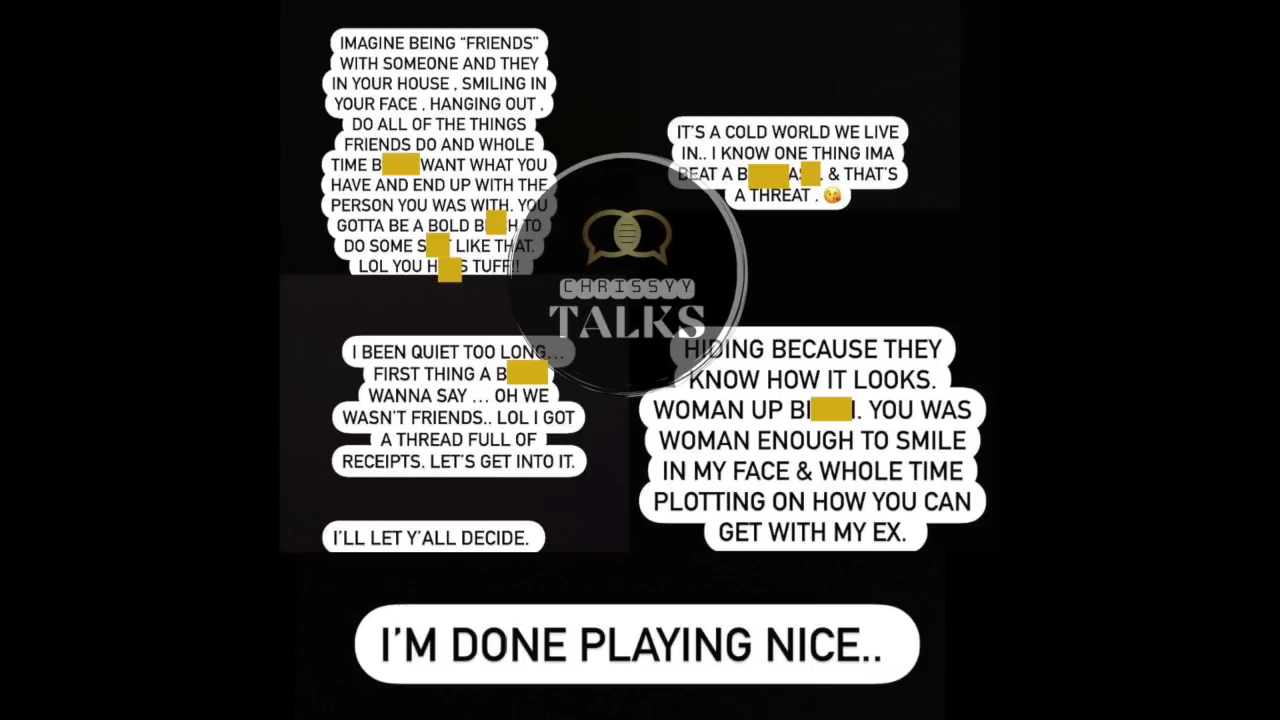 IMAGINE BEING “FRIENDS”
WITH SOMEONE AND THEY
IN YOUR HOUSE , SMILING IN
YOUR FACE , HANGING OUT ,
DO ALL OF THE THINGS
FRIENDS DO AND WHOLE
TIME B WANT WHAT YOU
HAVE AND END UP WITH THE
PERSON YOU WAS WITH. YOU
GOTTA BE A BOLD B H TO
DO SOME S LIKE THAT.
LOL YOU H S TUFF!!
IT’S A COLD WORLD WE LIVE
IN.. I KNOW ONE THING IMA
BEAT A B AS . & THAT’S
A THREAT . 😘
CHRISSYY
TALKS
I BEEN QUIET TOO LONG...
FIRST THING A B
WANNA SAY ... OH WE
WASN’T FRIENDS.. LOL I GOT
A THREAD FULL OF
RECEIPTS. LET’S GET INTO IT.
I’LL LET Y’ALL DECIDE.
HIDING BECAUSE THEY
KNOW HOW IT LOOKS.
WOMAN UP BI . YOU WAS
WOMAN ENOUGH TO SMILE
IN MY FACE & WHOLE TIME
PLOTTING ON HOW YOU CAN
GET WITH MY EX.
I’M DONE PLAYING NICE..